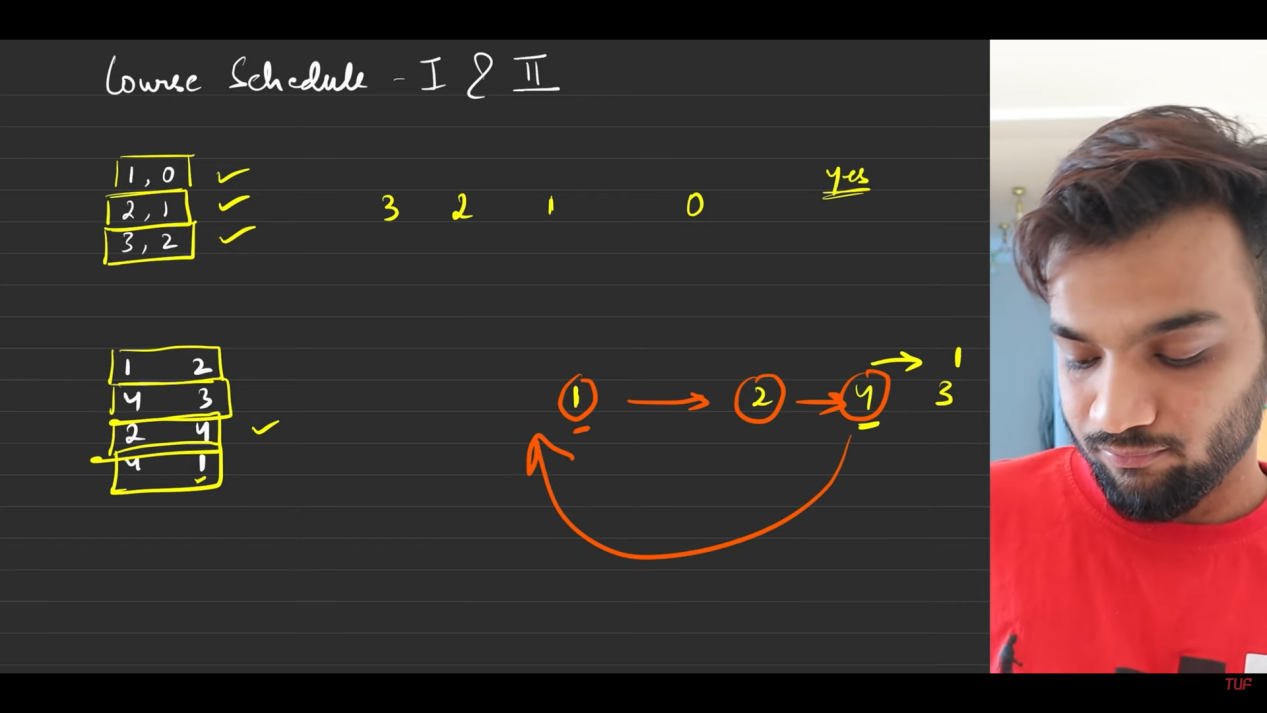 Course Schedule - I & II
1, 0
2, 1
3, 2
3 2 1 0
yes
1 2
4 3
2 4
4 1
1 2 4 3
1
TUF